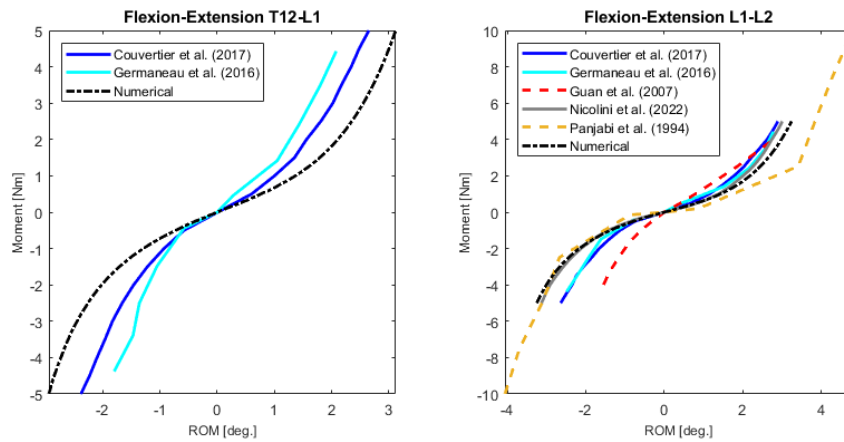 Flexion-Extension T12-L1
5
4
3
2
1
0
-1
-2
-3
-4
-5
Moment [Nm]
Couvertier et al. (2017)
Germaneau et al. (2016)
Numerical
-2
-1
0
1
2
3
ROM [deg.]
Flexion-Extension L1-L2
10
8
6
4
2
0
-2
-4
-6
-8
-10
Moment [Nm]
Couvertier et al. (2017)
Germaneau et al. (2016)
Guan et al. (2007)
Nicolini et al. (2022)
Panjabi et al. (1994)
Numerical
-4
-2
0
2
4
ROM [deg.]